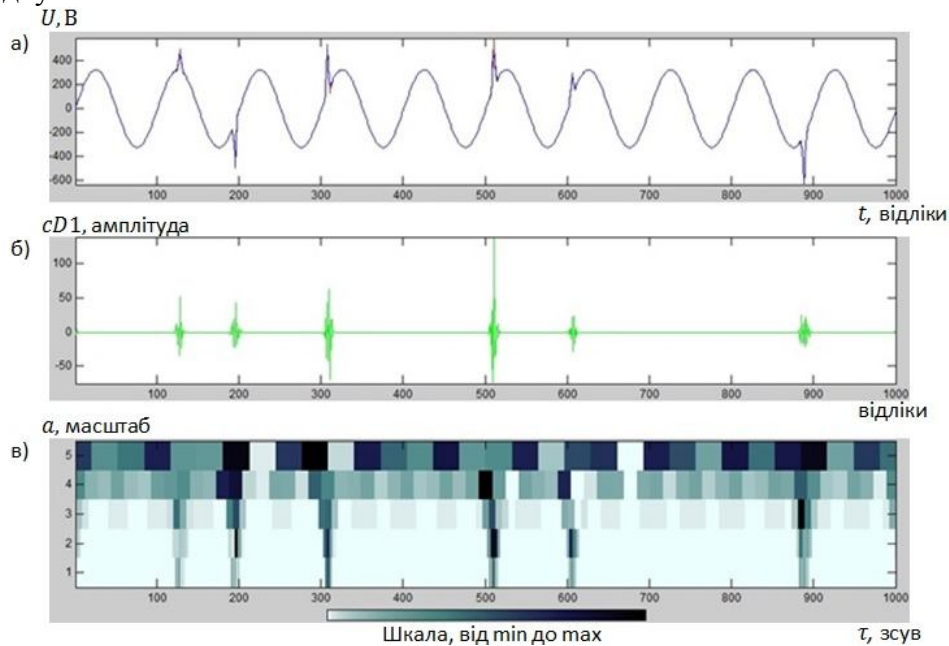 U, В
а)
400
200
0
-200
-400
-600
100 200 300 400 500 600 700 800 900 1000
t, відліки
cD1, амплітуда
б)
100
50
0
-50
100 200 300 400 500 600 700 800 900 1000
відліки
a, масштаб
в)
5
4
3
2
1
100 200 300 400 500 600 700 800 900 1000
Шкала, від min до max
τ, зсув